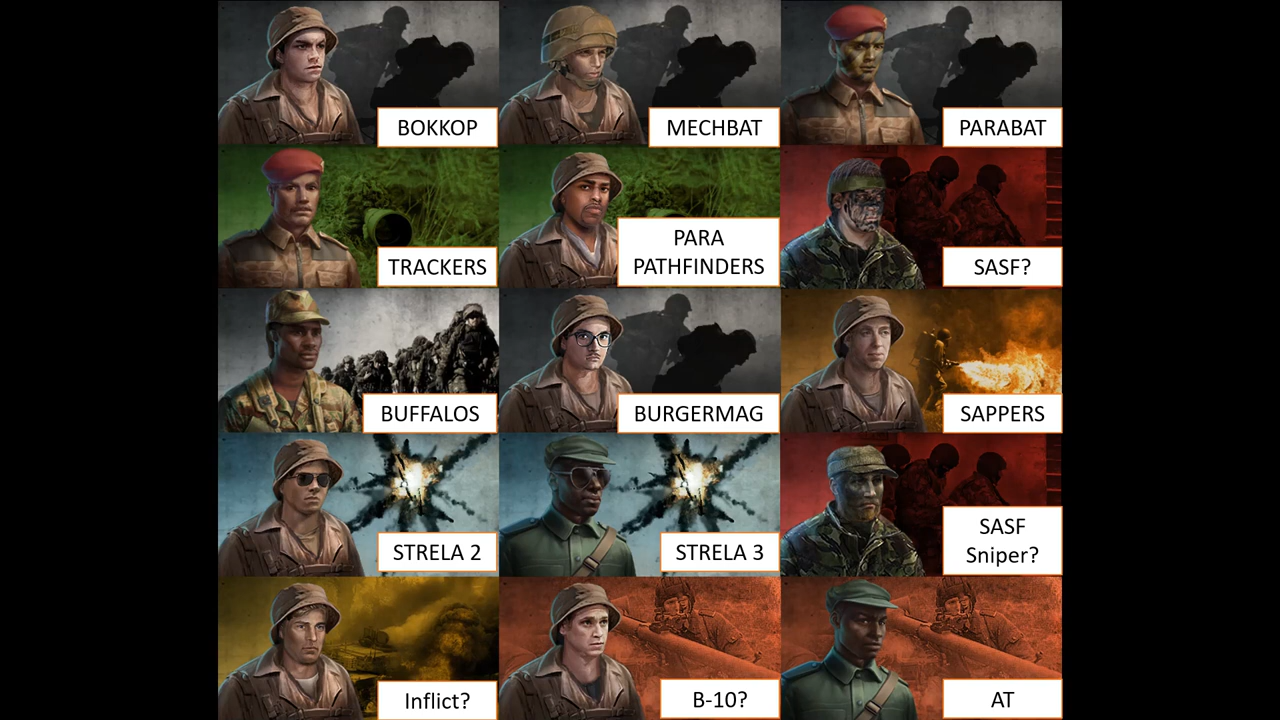 BOKKOP
MECHBAT
PARABAT
TRACKERS
PARA
PATHFINDERS
SASF?
BUFFALOS
BURGERMAG
SAPPERS
STRELA 2
STRELA 3
SASF
Sniper?
Inflict?
B-10?
AT